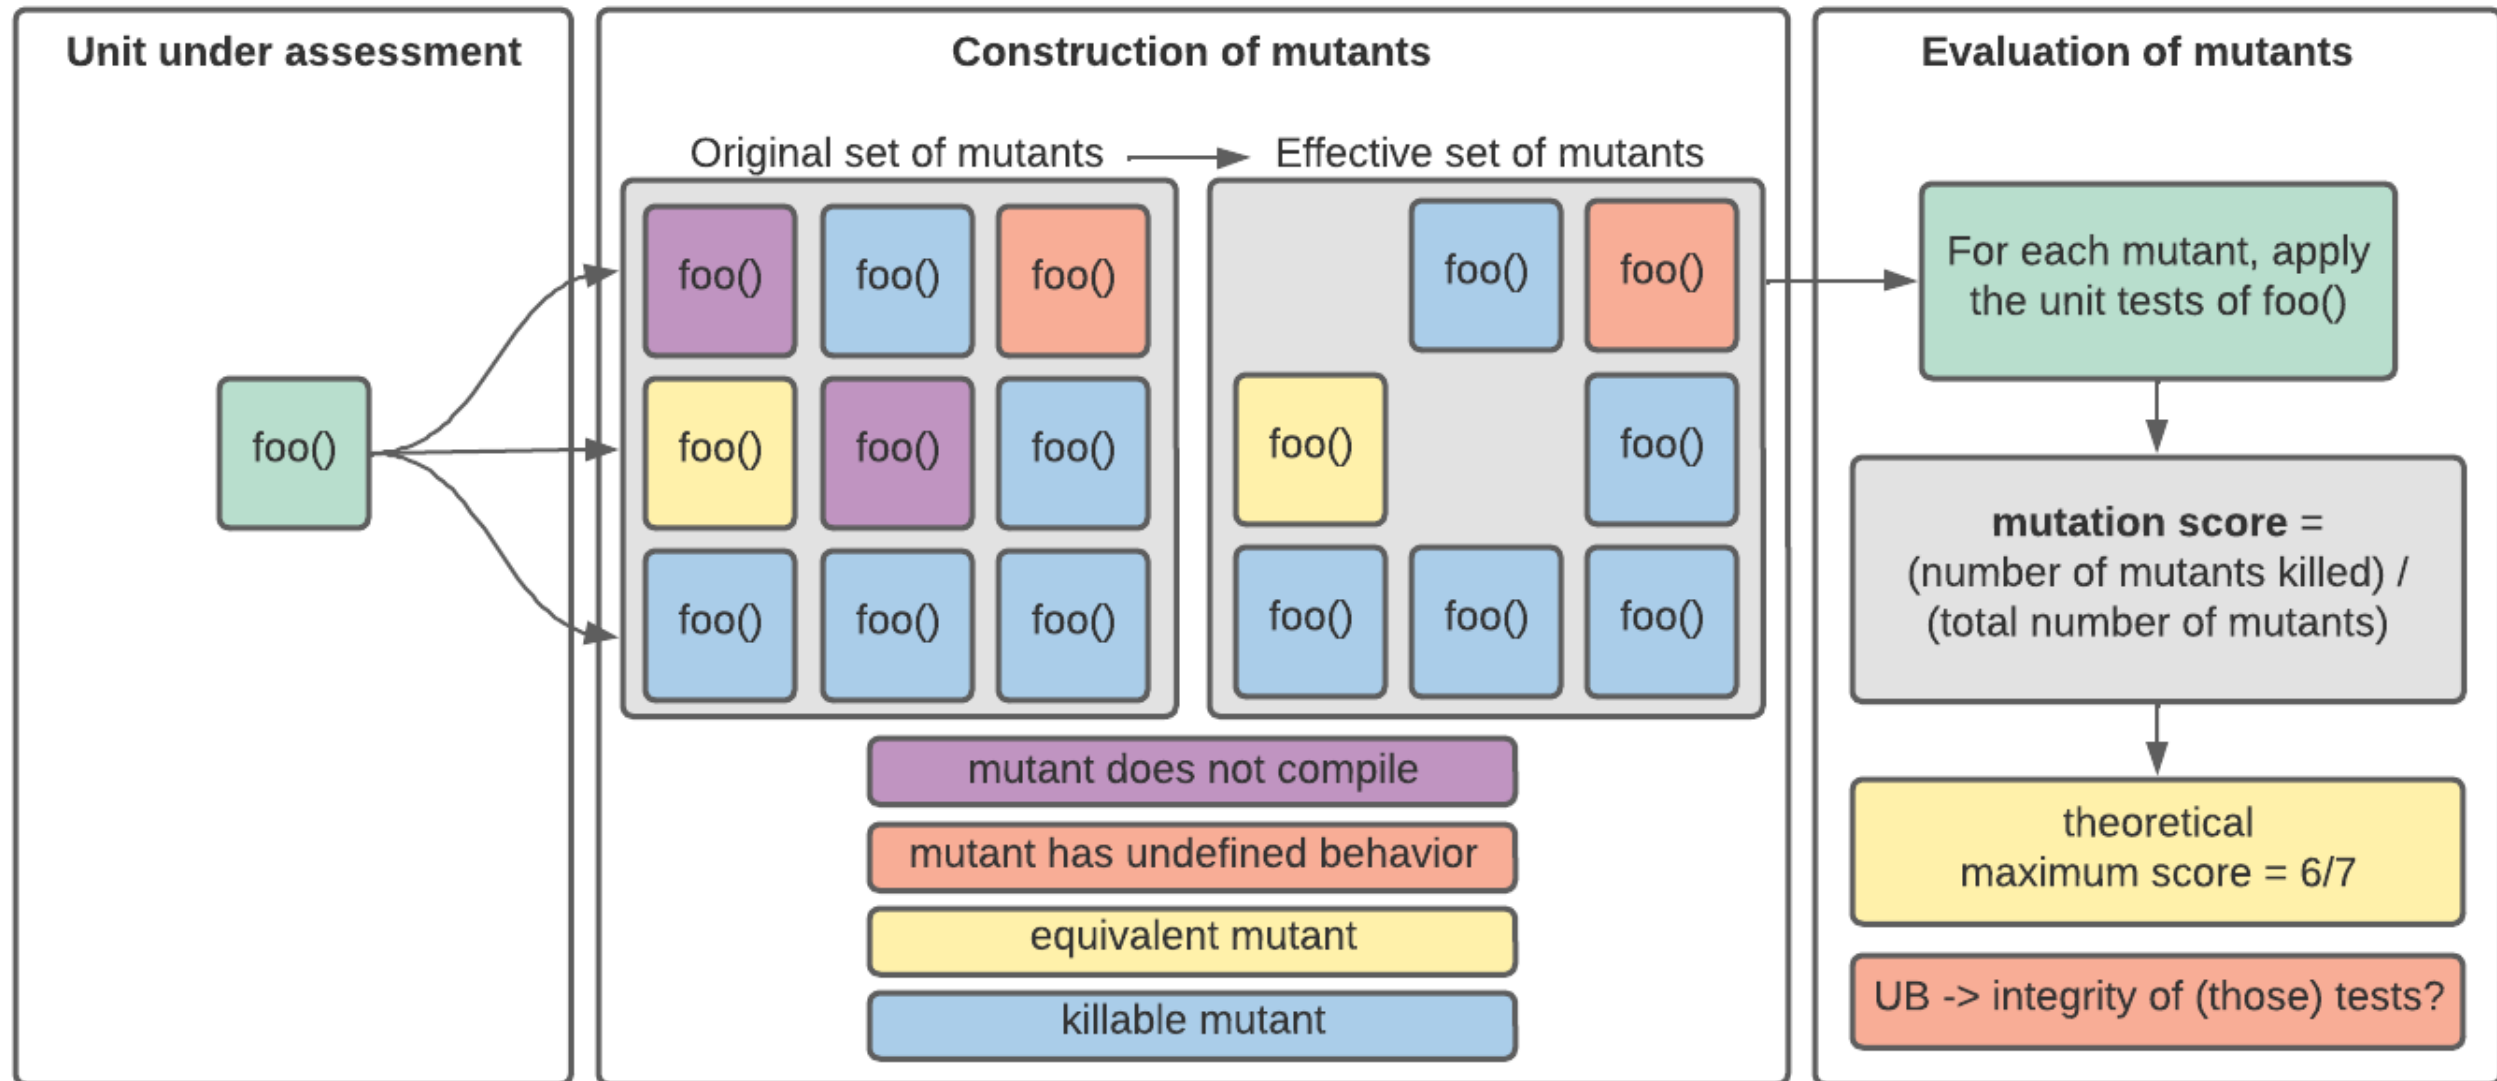 Unit under assessment
foo()
Construction of mutants
Original set of mutants
Effective set of mutants
foo() foo() foo()
foo() foo() foo()
foo() foo() foo()
foo() foo()
foo() foo()
foo() foo() foo()
mutant does not compile
mutant has undefined behavior
equivalent mutant
killable mutant
Evaluation of mutants
For each mutant, apply
the unit tests of foo()
mutation score =
(number of mutants killed) /
(total number of mutants)
theoretical
maximum score = 6/7
UB -> integrity of (those) tests?